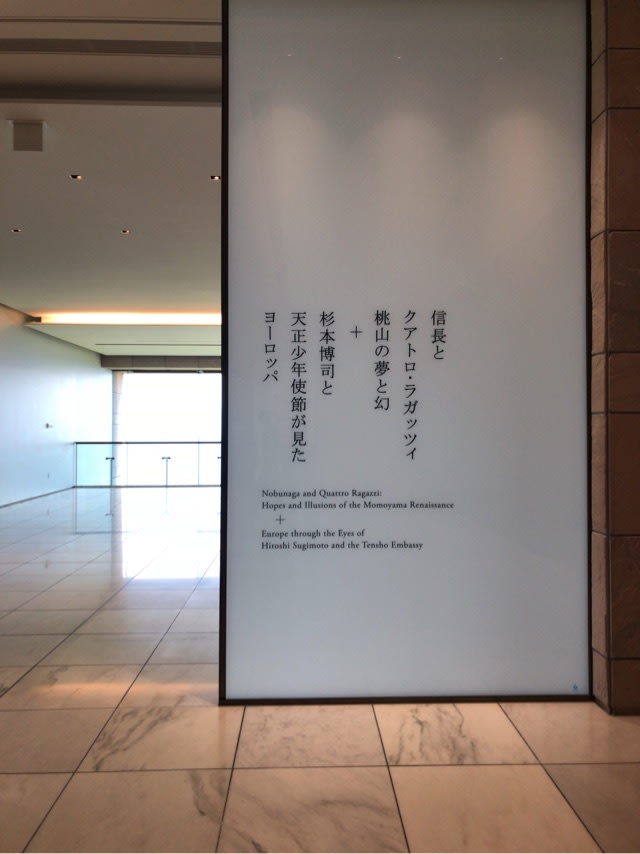 信長と
クアトロ・ラガッツィ
桃山の夢と幻
＋
杉本博司と
天正少年使節が見た
ヨーロッパ
Nobunaga and Quattro Ragazzi:
Hopes and Illusions of the Momoyama Renaissance
+
Europe through the Eyes of
Hiroshi Sugimoto and the Tensho Embassy